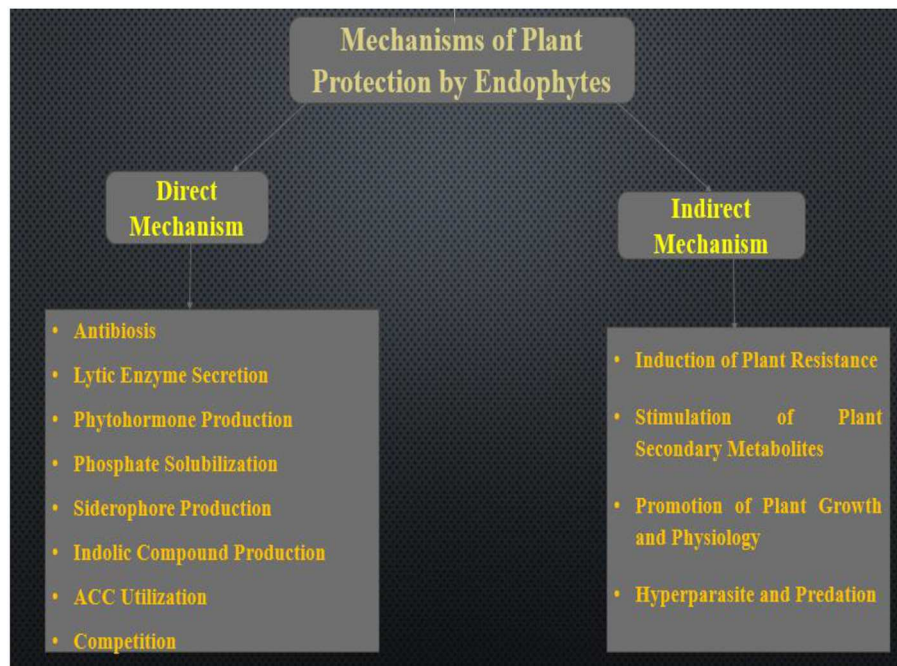 Mechanisms of Plant
Protection by Endophytes
Direct
Mechanism
• Antibiosis
• Lytic Enzyme Secretion
• Phytohormone Production
• Phosphate Solubilization
• Siderophore Production
• Indolic Compound Production
• ACC Utilization
• Competition
Indirect
Mechanism
• Induction of Plant Resistance
• Stimulation of Plant
Secondary Metabolites
• Promotion of Plant Growth
and Physiology
• Hyperparasite and Predation